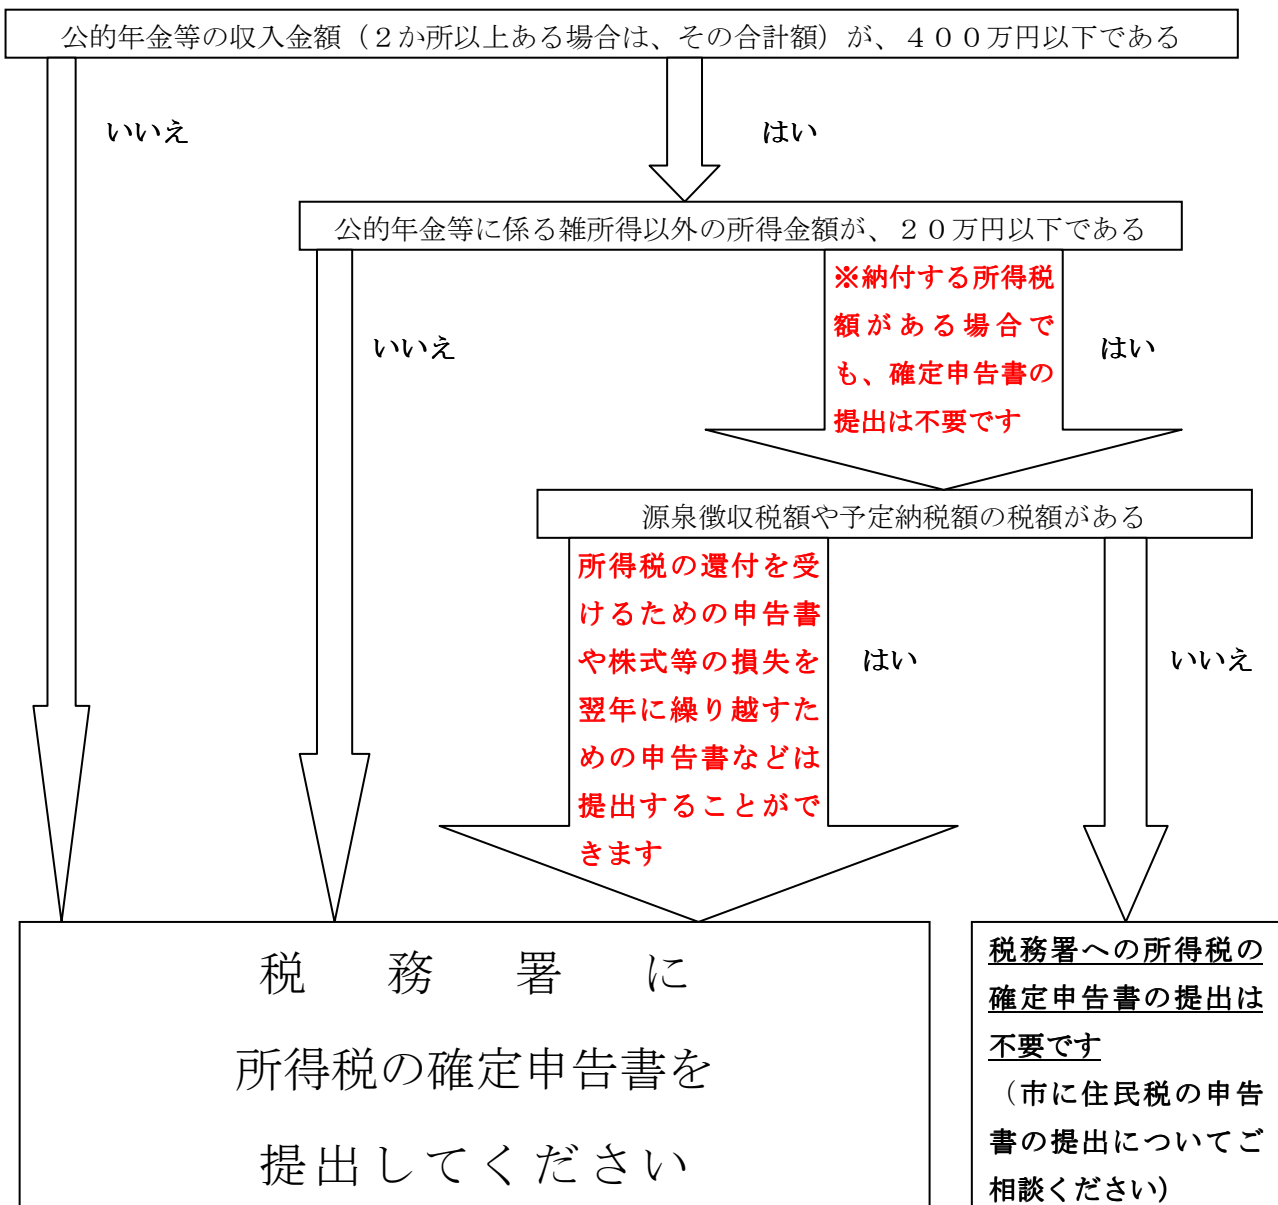 公的年金等の収入金額（２か所以上ある場合は、その合計額）が、４００万円以下である
いいえ
はい
公的年金等に係る雑所得以外の所得金額が、２０万円以下である
※納付する所得税
額がある場合で
も、確定申告書の
提出は不要です
いいえ
はい
源泉徴収税額や予定納税額の税額がある
所得税の還付を受
けるための申告書
や株式等の損失を
翌年に繰り越すた
めの申告書などは
提出することがで
きます
はい
いいえ
税務署に
所得税の確定申告書を
提出してください
税務署への所得税の
確定申告書の提出は
不要です
（市に住民税の申告
書の提出についてご
相談ください）